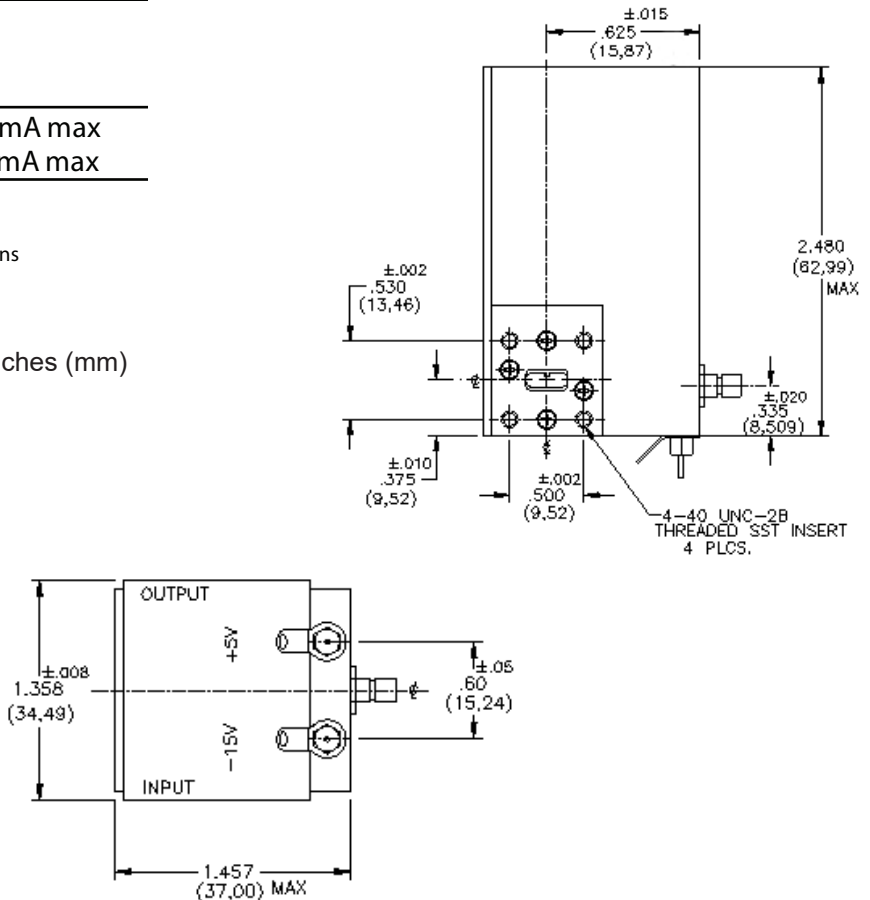 mA max
mA max
ns
ches (mm)
±.015
.625
(15,87)
2.480
(62,99)
MAX
±.002
.530
(13,46)
±.020
.335
(8,509)
±.010
.375
(9,52)
±.002
.500
(9,52)
4-40 UNC-2B
THREADED SST INSERT
4 PLCS.
OUTPUT
+5V
-15V
INPUT
±.008
1.358
(34,49)
±.05
.60
(15,24)
1.457
(37,00) MAX